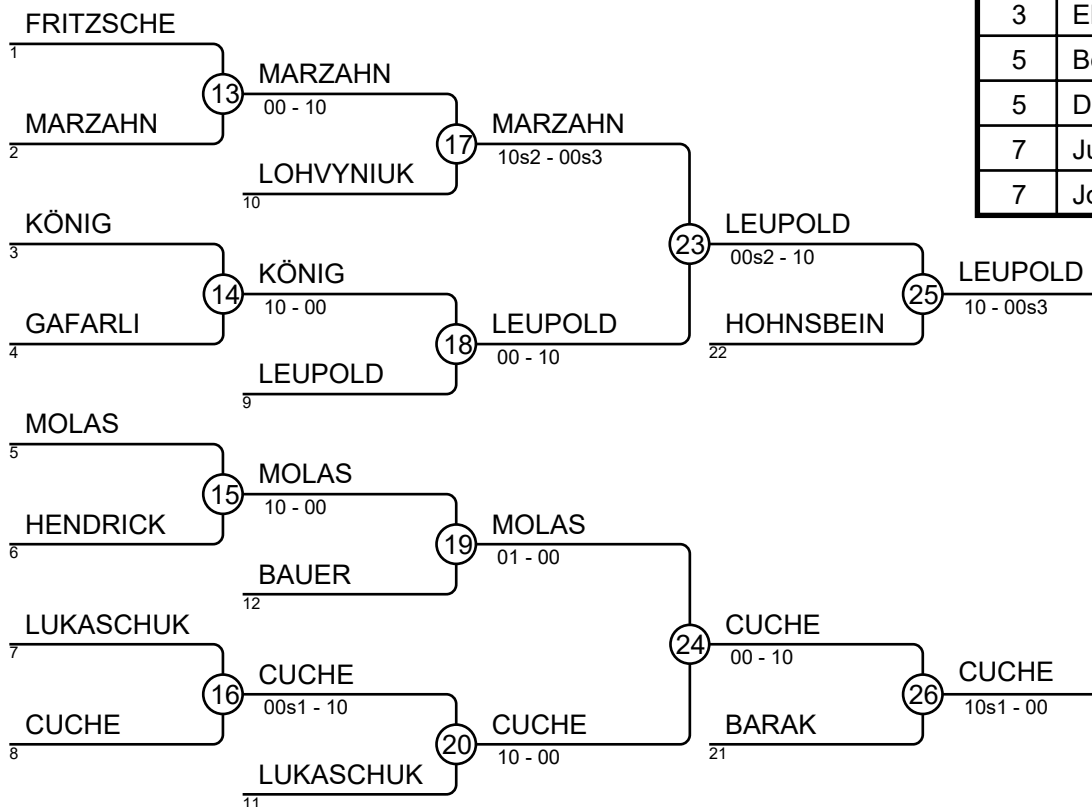 FRITZSCHE
1
13
MARZAHN
00 - 10
MARZAHN
2
17
MARZAHN
10s2 - 00s3
LOHVYNIUK
10
KÖNIG
3
14
KÖNIG
10 - 00
GAFARLI
4
18
LEUPOLD
00 - 10
LEUPOLD
9
23
LEUPOLD
00s2 - 10
25
LEUPOLD
10 - 00s3
HOHNSBEIN
22
MOLAS
5
15
MOLAS
10 - 00
HENDRICK
6
19
MOLAS
01 - 00
BAUER
12
LUKASCHUK
7
16
CUCHE
00s1 - 10
CUCHE
8
20
CUCHE
10 - 00
LUKASCHUK
11
24
CUCHE
00 - 10
26
CUCHE
10s1 - 00
BARAK
21
3
5
5
7
7